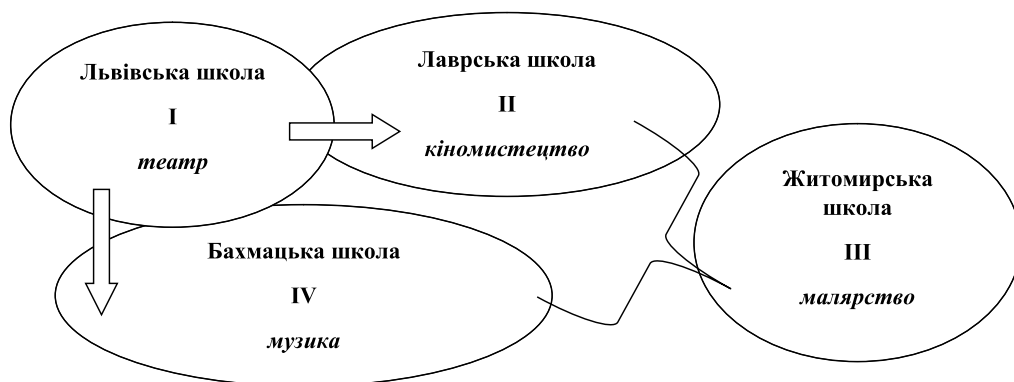 Львівська школа
I
театр
Лаврська школа
II
кіномистецтво
Житомирська
школа
III
малярство
Бахмацька школа
IV
музика